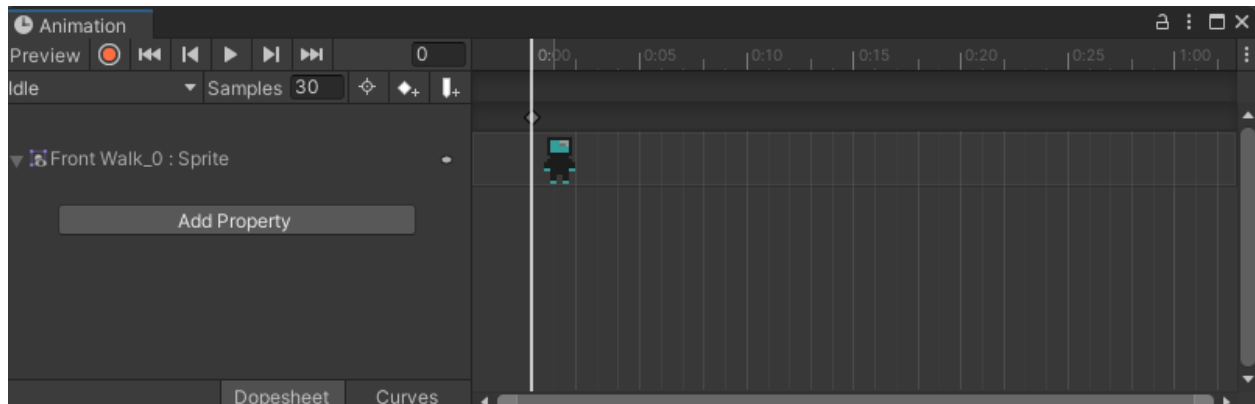 Animation
Preview 0 0:00 0:05 0:10 0:15 0:20 0:25 1:00
Idle Samples 30
Front Walk_0 : Sprite
Add Property
Dopesheet Curves